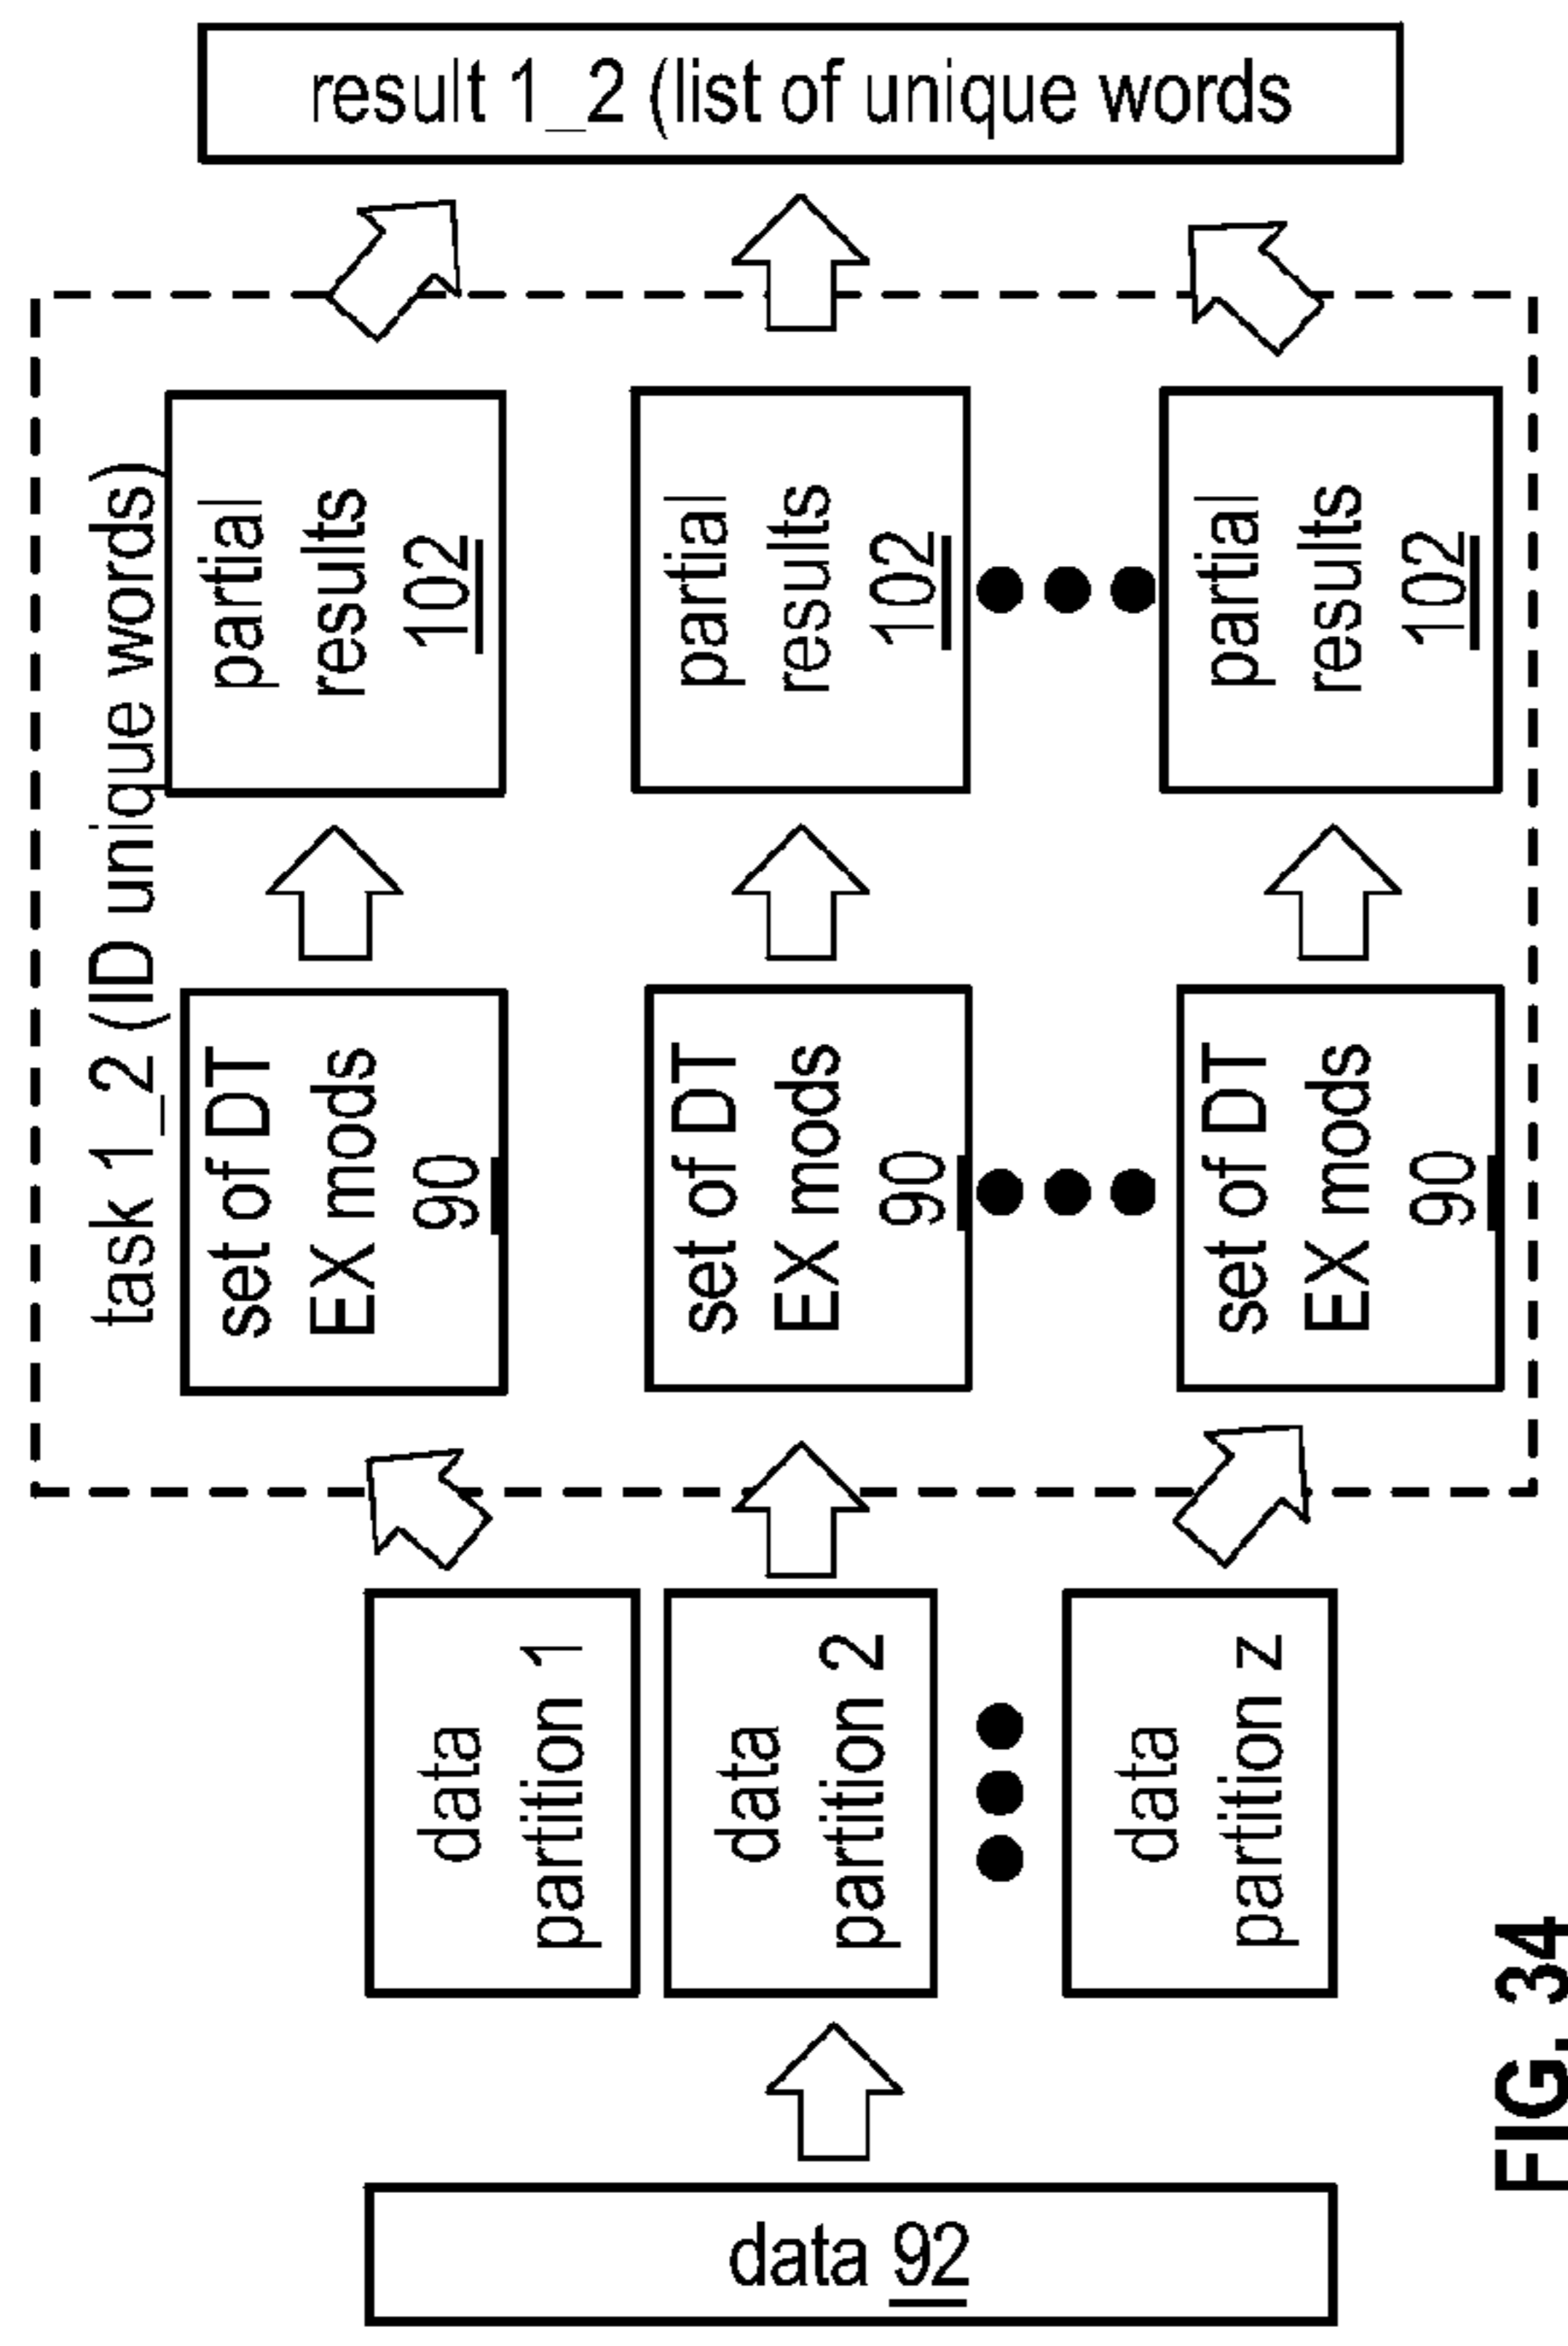 task 1_2 (ID unique words)
data 92
data
partition 1
data
partition 2
data
partition z
set of DT
EX mods
90
set of DT
EX mods
90
set of DT
EX mods
90
partial
results
102
partial
results
102
partial
results
102
result 1_2 (list of unique words
FIG. 34